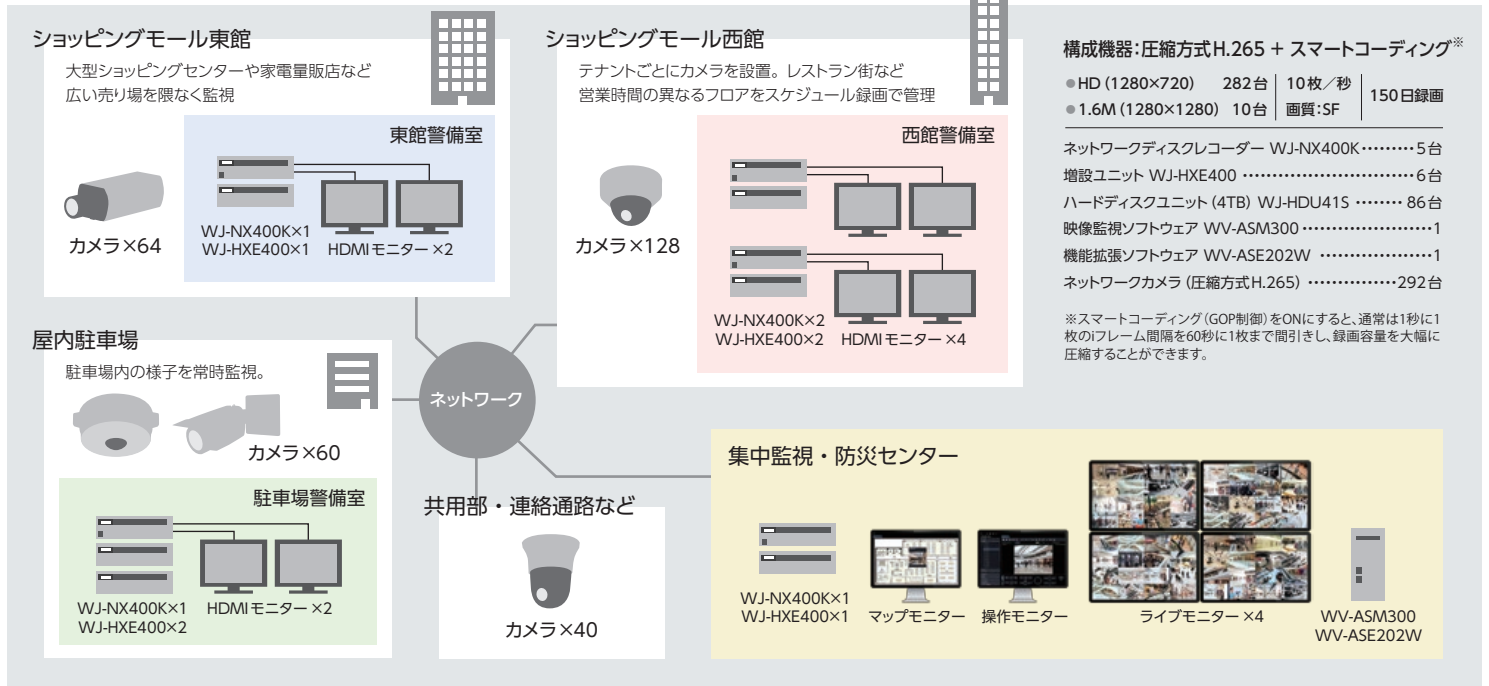 ショッピングモール東館
大型ショッピングセンターや家電量販店など
広い売り場を隈なく監視
東館警備室
カメラ×64
WJ-NX400K×1
WJ-HXE400×1
HDMIモニター ×2
ショッピングモール西館
テナントごとにカメラを設置。レストラン街など
営業時間の異なるフロアをスケジュール録画で管理
西館警備室
カメラ×128
WJ-NX400K×2
WJ-HXE400×2
HDMIモニター ×4
構成機器:圧縮方式H.265 + スマートコーディング※
●HD(1280×720) 282台 10枚／秒
●1.6M(1280×1280) 10台 画質:SF
150日録画
ネットワークディスクレコーダー WJ-NX400K・・・・・・・・・5台
増設ユニット WJ-HXE400 ・・・・・・・・・・・・・・・・・・・・・・・・・・・・6台
ハードディスクユニット(4TB) WJ-HDU41S ・・・・・・・・86台
映像監視ソフトウェア WV-ASM300・・・・・・・・・・・・・・・・・・・・・・1
機能拡張ソフトウェア WV-ASE202W ・・・・・・・・・・・・・・・・・・・1
ネットワークカメラ(圧縮方式H.265) ・・・・・・・・・・・・・・・292台
※スマートコーディング(GOP制御)をONにすると、通常は1秒に1
枚のiフレーム間隔を60秒に1枚まで間引きし、録画容量を大幅に
圧縮することができます。
屋内駐車場
駐車場内の様子を常時監視。
カメラ×60
駐車場警備室
WJ-NX400K×1
WJ-HXE400×2
HDMIモニター ×2
ネットワーク
共用部・連絡通路など
カメラ×40
集中監視・防災センター
WJ-NX400K×1
WJ-HXE400×1
マップモニター
操作モニター
ライブモニター ×4
WV-ASM300
WV-ASE202W